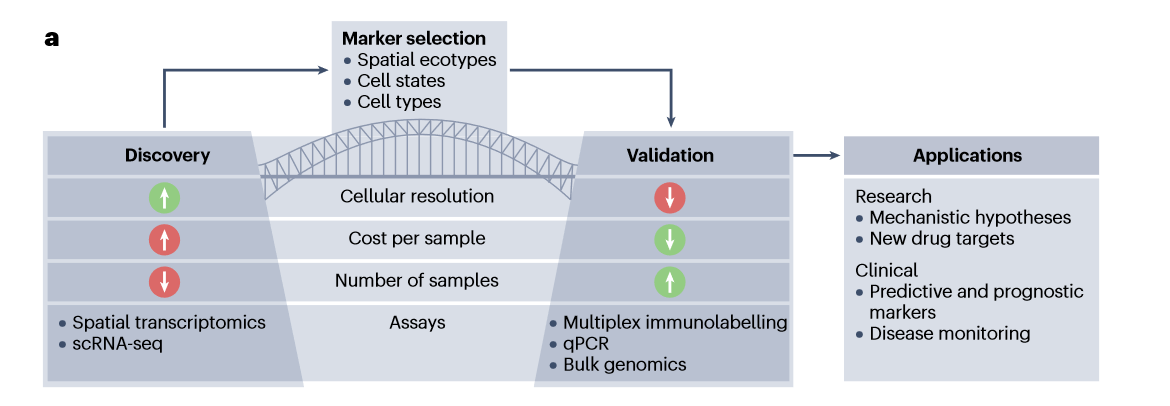 a
Marker selection
• Spatial ecotypes
• Cell states
• Cell types
Discovery
Validation
Applications
Cellular resolution
Cost per sample
Number of samples
• Spatial transcriptomics
• scRNA-seq
Assays
• Multiplex immunolabelling
• qPCR
• Bulk genomics
Research
• Mechanistic hypotheses
• New drug targets
Clinical
• Predictive and prognostic
markers
• Disease monitoring